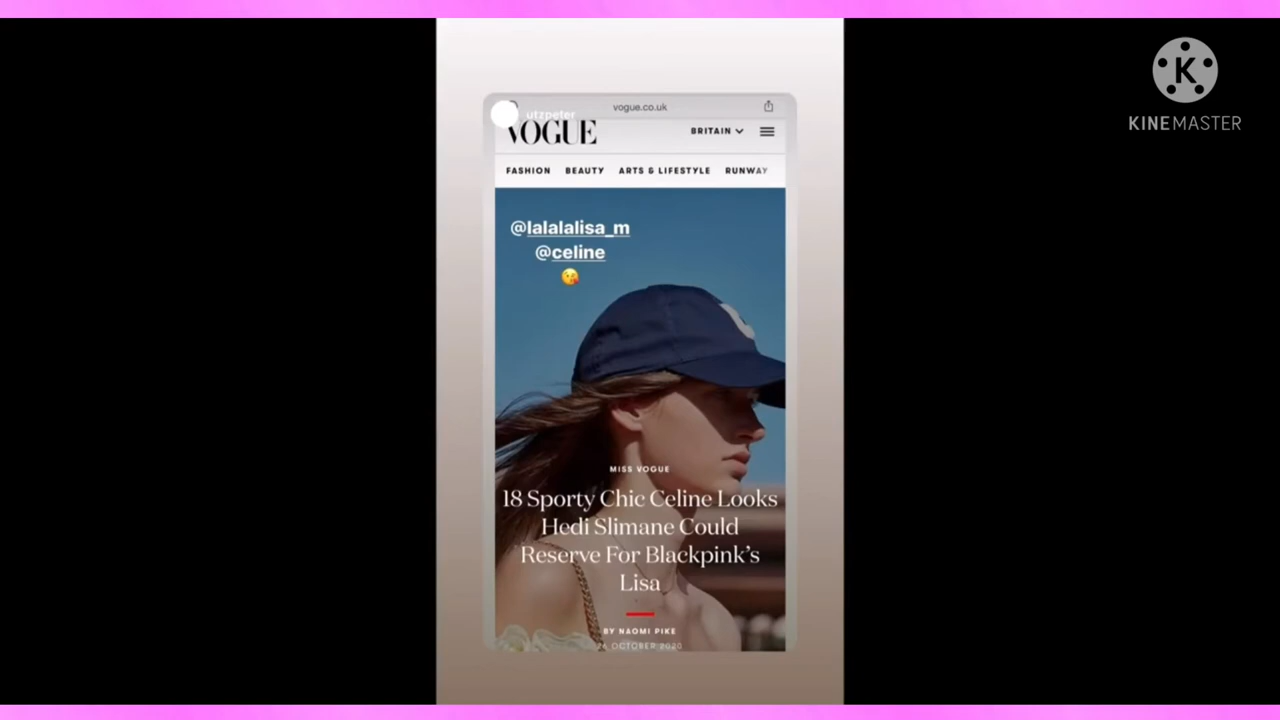 vogue.co.uk
utzpeter
VOGUE
BRITAIN
FASHION BEAUTY ARTS & LIFESTYLE RUNWAY
@lalalalisa_m
@celine
MISS VOGUE
18 Sporty Chic Celine Looks
Hedi Slimane Could
Reserve For Blackpink's
Lisa
BY NAOMI PIKE
26 OCTOBER 2020
K
KINEMASTER